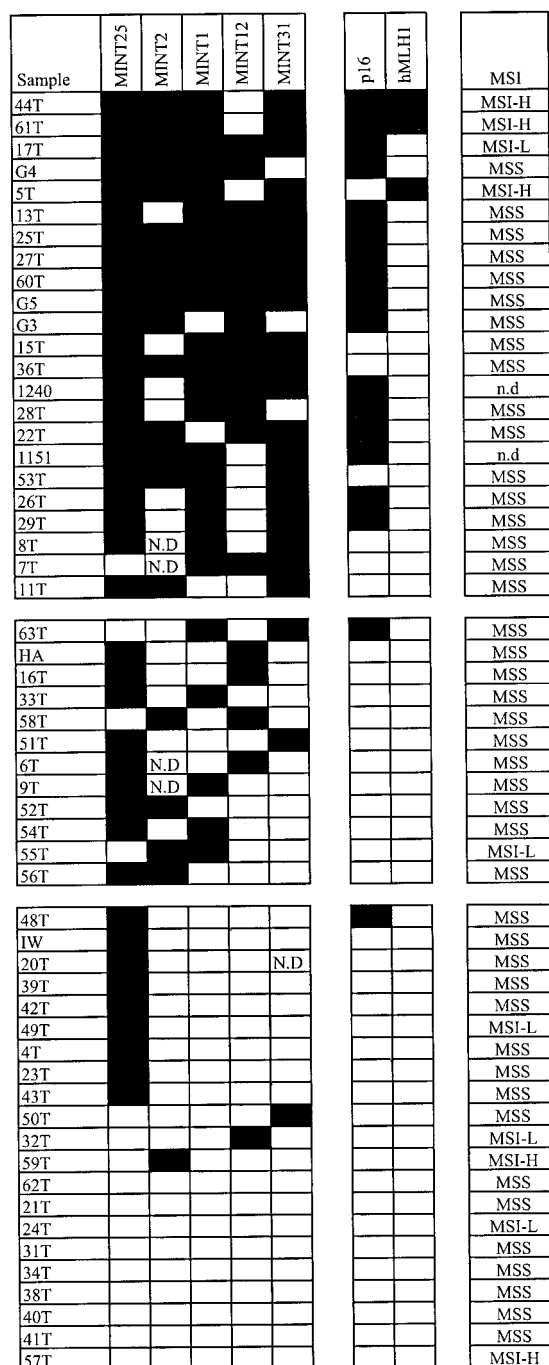 Sample MINT25 MINT2 MINT1 MINT12 MINT31 p16 hMLH1 MSI
44T MSI-H
61T MSI-H
17T MSI-L
G4 MSS
5T MSI-H
13T MSS
25T MSS
27T MSS
60T MSS
G5 MSS
G3 MSS
15T MSS
36T MSS
1240 n.d
28T MSS
22T MSS
1151 n.d
53T MSS
26T MSS
29T MSS
8T N.D MSS
7T N.D MSS
11T MSS
63T MSS
HA MSS
16T MSS
33T MSS
58T MSS
51T MSS
6T N.D MSS
9T N.D MSS
52T MSS
54T MSS
55T MSI-L
56T MSS
48T MSS
IW MSS
20T N.D MSS
39T MSS
42T MSS
49T MSI-L
4T MSS
23T MSS
43T MSS
50T MSS
32T MSI-L
59T MSI-H
62T MSS
21T MSS
24T MSI-L
31T MSS
34T MSS
38T MSS
40T MSS
41T MSS
57T MSI-H